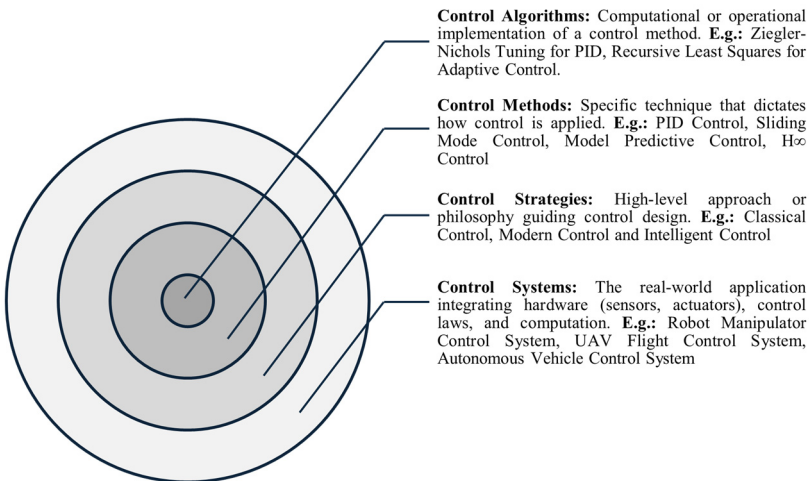 Control Algorithms: Computational or operational
implementation of a control method. E.g.: Ziegler-
Nichols Tuning for PID, Recursive Least Squares for
Adaptive Control.
Control Methods: Specific technique that dictates
how control is applied. E.g.: PID Control, Sliding
Mode Control, Model Predictive Control, H∞
Control
Control Strategies: High-level approach or
philosophy guiding control design. E.g.: Classical
Control, Modern Control and Intelligent Control
Control Systems: The real-world application
integrating hardware (sensors, actuators), control
laws, and computation. E.g.: Robot Manipulator
Control System, UAV Flight Control System,
Autonomous Vehicle Control System